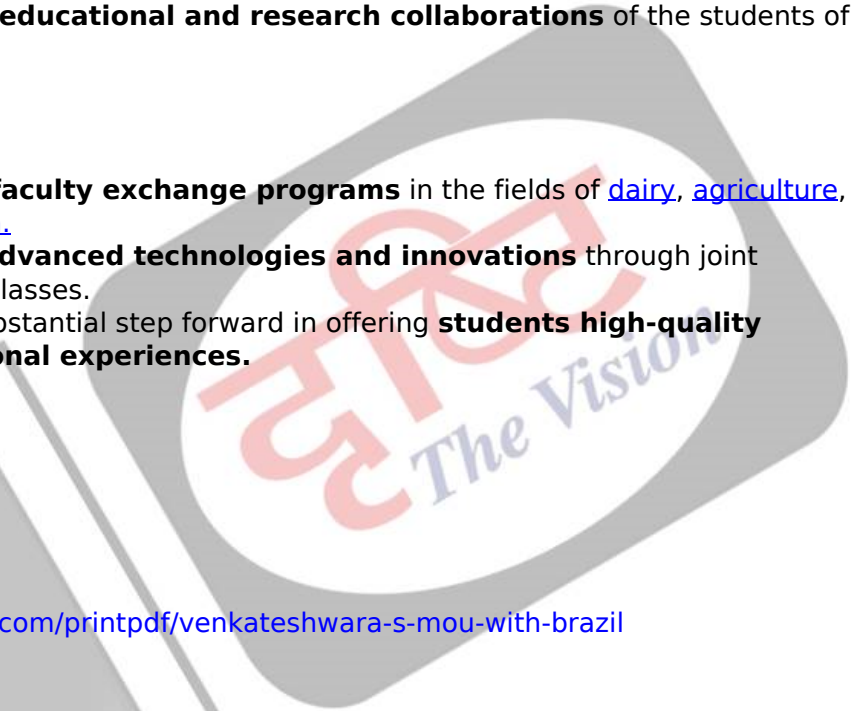 educational and research collaborations of the students of
faculty exchange programs in the fields of dairy, agriculture,
.
dvanced technologies and innovations through joint
lasses.
bstantial step forward in offering students high-quality
onal experiences.
दृष्टि
The Vision
com/printpdf/venkateshwara-s-mou-with-brazil